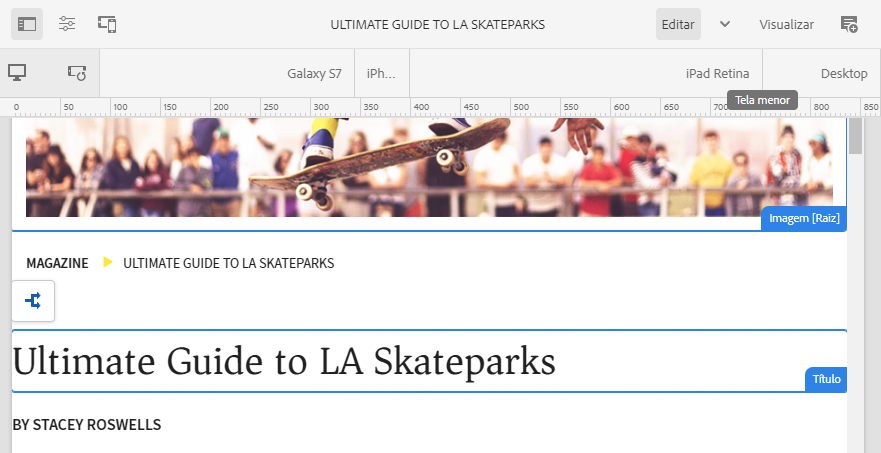 ULTIMATE GUIDE TO LA SKATEPARKS
Editar
Visualizar
Galaxy S7
iPh...
iPad Retina
Desktop
0 50 100 150 200 250 300 350 400 450 500 550 600 650 700 800 850
Tela menor
Imagem [Raiz]
MAGAZINE ULTIMATE GUIDE TO LA SKATEPARKS
Ultimate Guide to LA Skateparks
Título
BY STACEY ROSWELLS